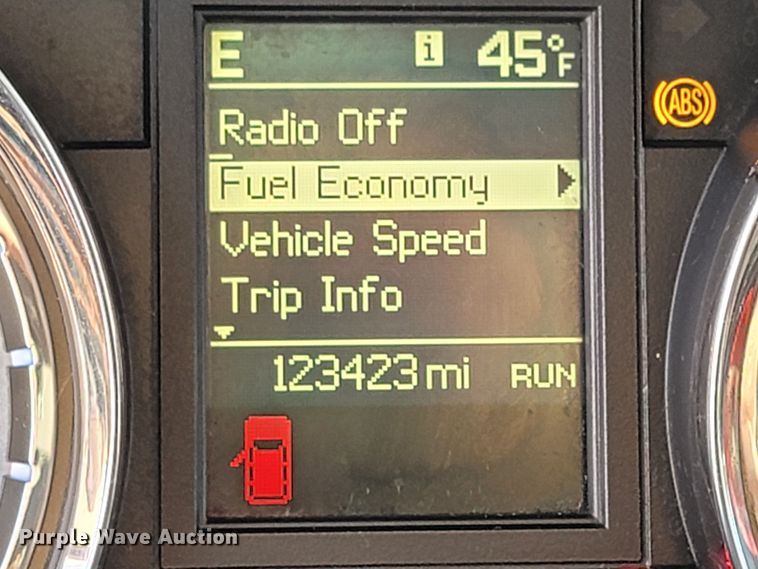 E i 45°F
ABS
Radio Off
Fuel Economy
Vehicle Speed
Trip Info
123423 mi RUN
Purple Wave Auction